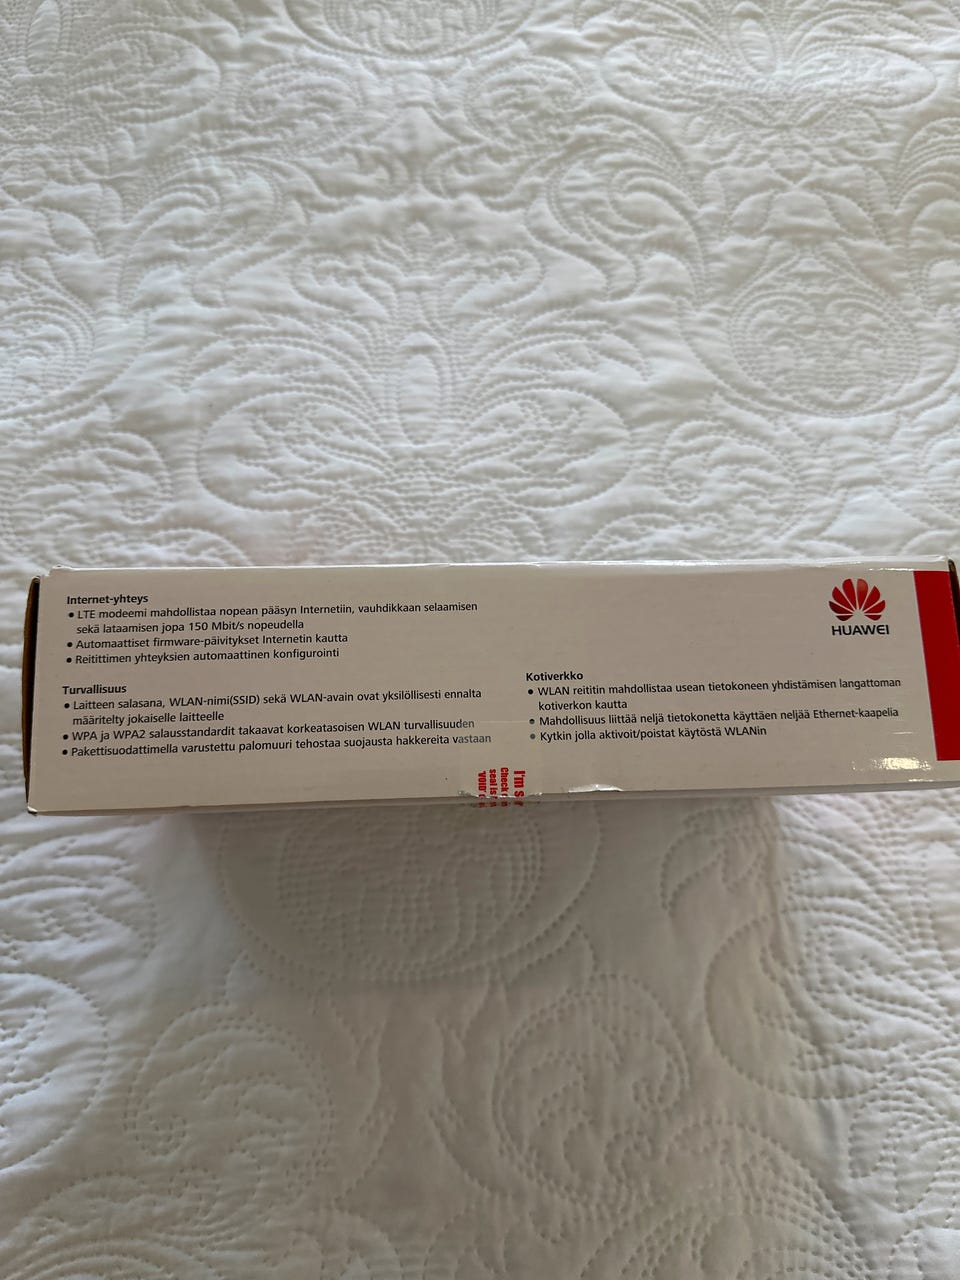 Internet-yhteys
• LTE modeemi mahdollistaa nopean pääsyn Internetiin, vauhdikkaan selaamisen
sekä lataamisen jopa 150 Mbit/s nopeudella
• Automaattiset firmware-päivitykset Internetin kautta
• Reitittimen yhteyksien automaattinen konfigurointi
Turvallisuus
• Laitteen salasana, WLAN-nimi(SSID) sekä WLAN-avain ovat yksilöllisesti ennalta
määritelty jokaiselle laitteelle
• WPA ja WPA2 salausstandardit takaavat korkeatasoisen WLAN turvallisuuden
• Pakettisuodattimella varustettu palomuuri tehostaa suojausta hakkereita vastaan
HUAWEI
Kotiverkko
• WLAN reititin mahdollistaa usean tietokoneen yhdistämisen langattoman
kotiverkon kautta
• Mahdollisuus liittää neljä tietokonetta käyttäen neljää Ethernet-kaapelia
• Kytkin jolla aktivoit/poistat käytöstä WLANin
I'm
Check
seal is
VOID